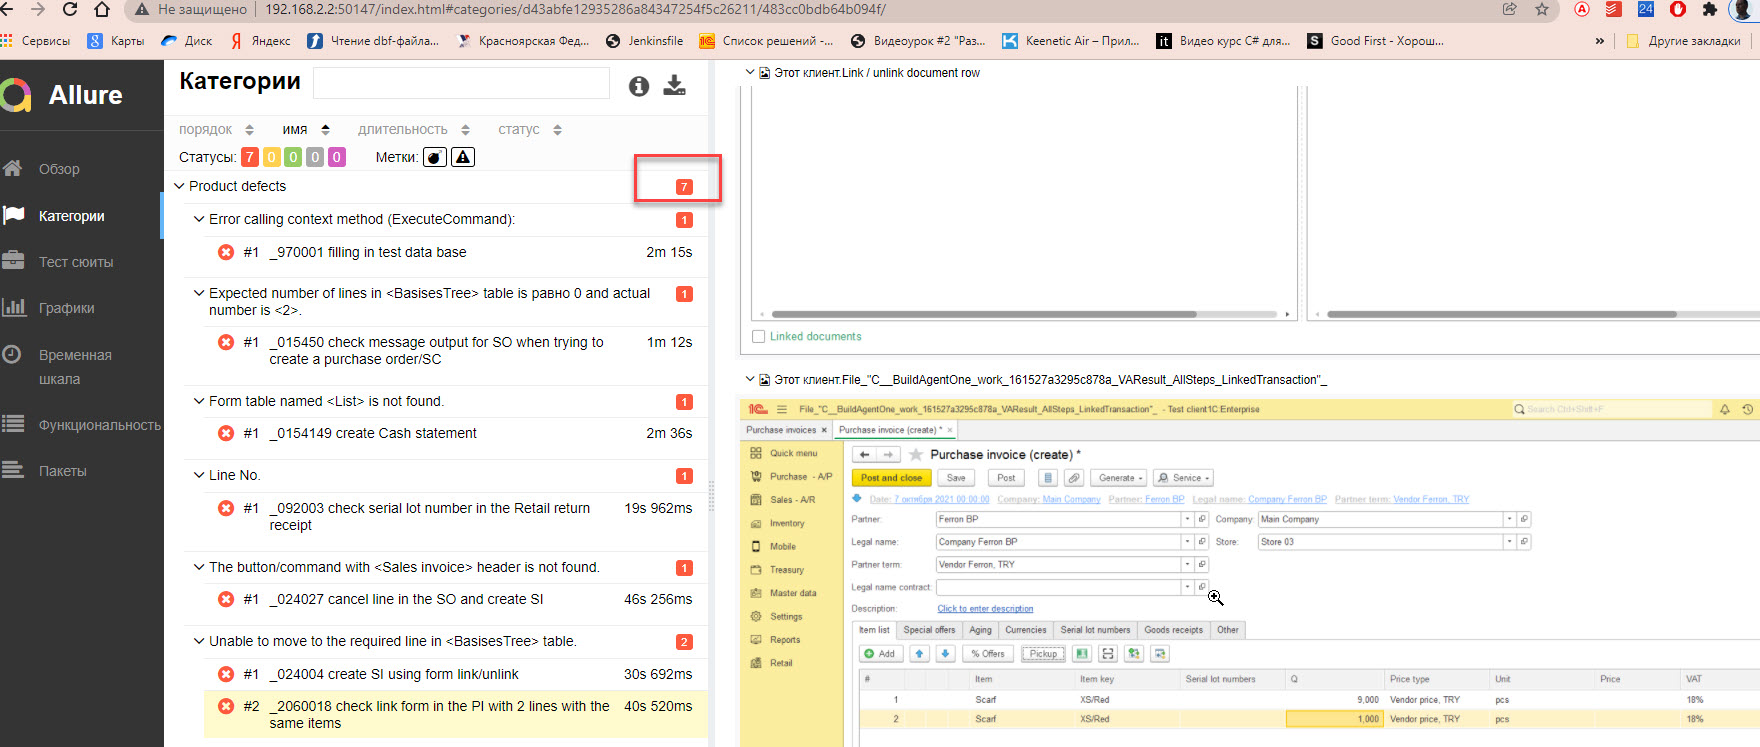 Не защищено
192.168.2.2:50147/index.html#categories/d43abfe12935286a84347254f5c26211/483cc0bdb64b094f/
24
Сервисы
Карты
Диск
Яндекс
Чтение dbf-файла...
Красноярская Фед...
Jenkinsfile
Список решений -...
Видеоурок #2 "Раз...
Keenetic Air – Прил...
Видео курс C# для...
Good First - Хорош...
»
Другие закладки
Allure
Обзор
Категории
Тест сюиты
Графики
Временная
шкала
Функциональность
Пакеты
Категории
порядок имя длительность статус
Статусы: 7 0 0 0 0 Метки:
Product defects 7
Error calling context method (ExecuteCommand): 1
#1 _970001 filling in test data base 2m 15s
Expected number of lines in <BasisesTree> table is равно 0 and actual
number is <2>. 1
#1 _015450 check message output for SO when trying to
create a purchase order/SC 1m 12s
Form table named <List> is not found. 1
#1 _0154149 create Cash statement 2m 36s
Line No. 1
#1 _092003 check serial lot number in the Retail return
receipt 19s 962ms
The button/command with <Sales invoice> header is not found. 1
#1 _024027 cancel line in the SO and create SI 46s 256ms
Unable to move to the required line in <BasisesTree> table. 2
#1 _024004 create SI using form link/unlink 30s 692ms
#2 _2060018 check link form in the PI with 2 lines with the
same items 40s 520ms
Этот клиент.Link / unlink document row
Linked documents
Этот клиент.File_"C__BuildAgentOne_work_161527a3295c878a_VAResult_AllSteps_LinkedTransaction"_
File_"C__BuildAgentOne_work_161527a3295c878a_VAResult_AllSteps_LinkedTransaction"_ - Test client1C Enterprise
Search Ctrl+Shift+F
Purchase invoices ×
Purchase invoice (create) * ×
Quick menu
Purchase - A/P
Sales - A/R
Inventory
Mobile
Treasury
Master data
Settings
Reports
Retail
Purchase invoice (create) *
Post and close
Save
Post
Generate
Service
Date: 7 октября 2021 00:00:00 Company: Main Company Partner: Ferron BP Legal name: Company Ferron BP Partner term: Vendor Ferron, TRY
Partner: Ferron BP Company: Main Company
Legal name: Company Ferron BP Store: Store 03
Partner term: Vendor Ferron, TRY
Legal name contract:
Description: Click to enter description
Item list Special offers Aging Currencies Serial lot numbers Goods receipts Other
Add % Offers Pickup
# Item Item key Serial lot numbers Q Price type Unit Price VAT
1 Scarf XS/Red 9,000 Vendor price, TRY pcs 18%
2 Scarf XS/Red 1,000 Vendor price, TRY pcs 18%